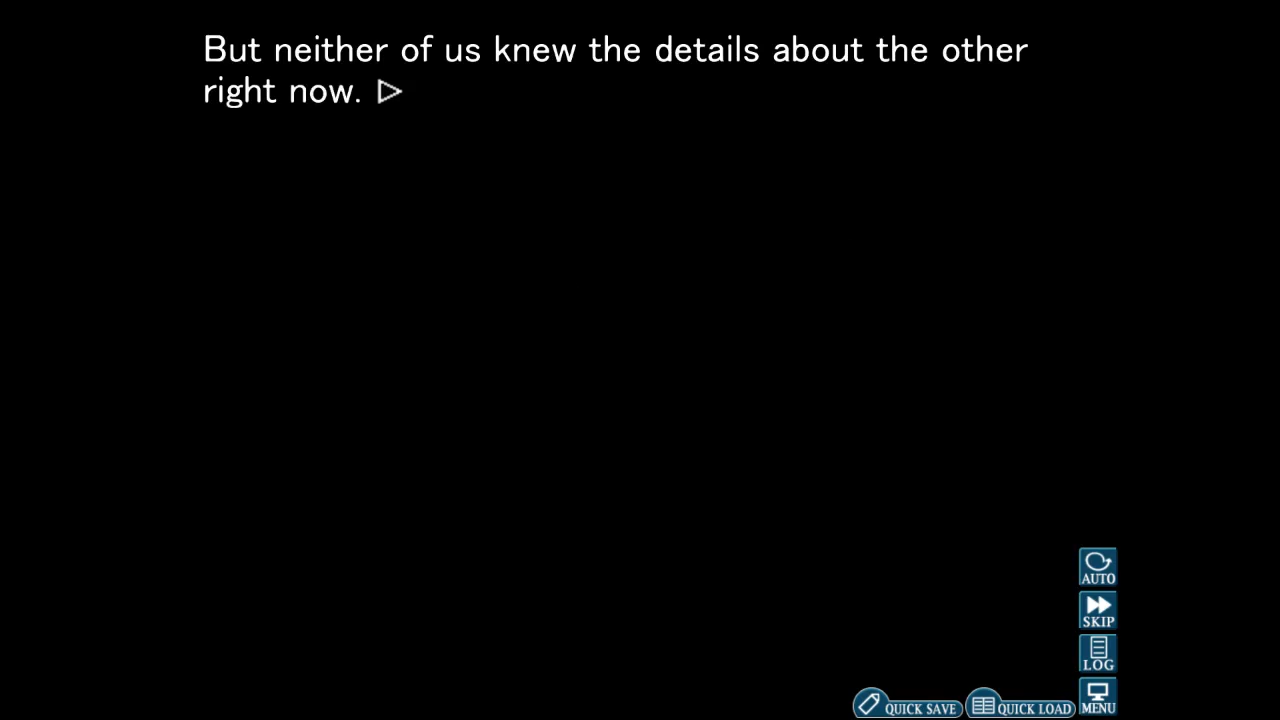 But neither of us knew the details about the other
right now.
AUTO
SKIP
LOG
QUICK SAVE
QUICK LOAD
MENU